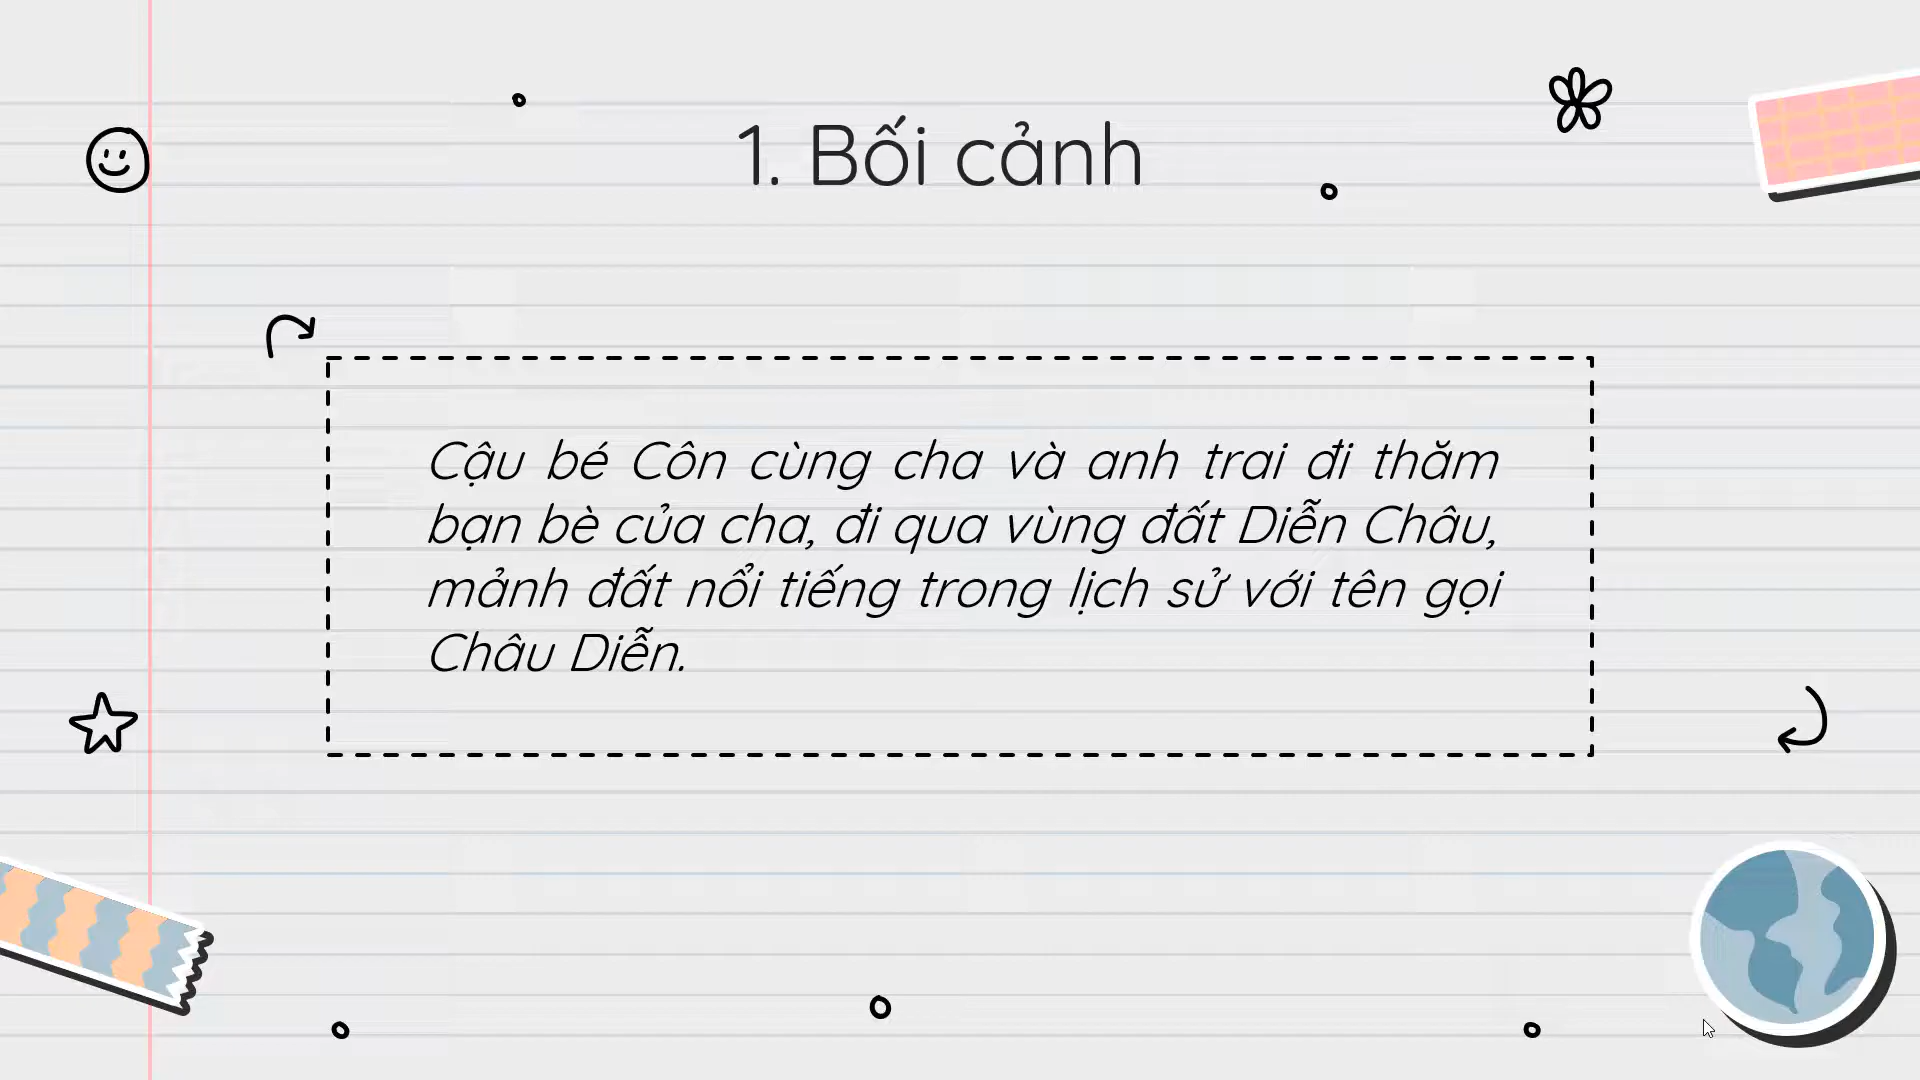 1. Bối cảnh
Cậu bé Côn cùng cha và anh trai đi thăm
bạn bè của cha, đi qua vùng đất Diễn Châu,
mảnh đất nổi tiếng trong lịch sử với tên gọi
Châu Diễn.